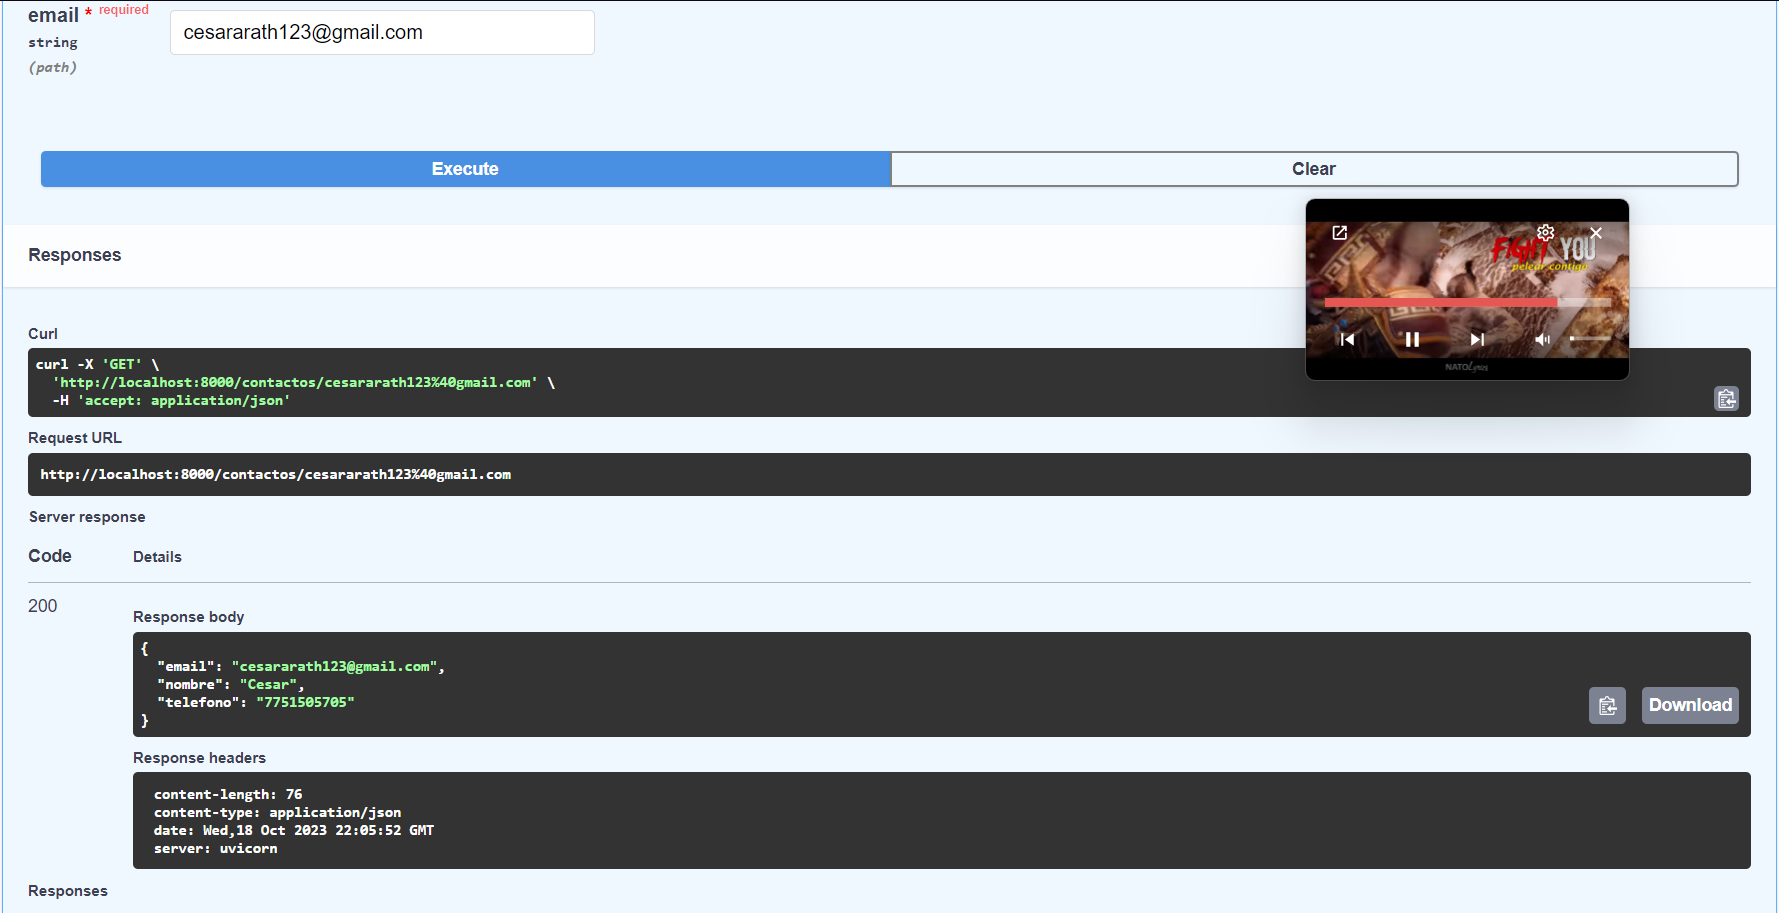 email * required
string
(path)
cesararath123@gmail.com
Execute
Clear
Responses
FIGHT YOU
pelear contigo
NATOLyrics
Curl
curl -X 'GET' \
'http://localhost:8000/contactos/cesararath123%40gmail.com' \
-H 'accept: application/json'
Request URL
http://localhost:8000/contactos/cesararath123%40gmail.com
Server response
Code
Details
200
Response body
{
"email": "cesararath123@gmail.com",
"nombre": "Cesar",
"telefono": "7751505705"
}
Download
Response headers
content-length: 76
content-type: application/json
date: Wed,18 Oct 2023 22:05:52 GMT
server: uvicorn
Responses